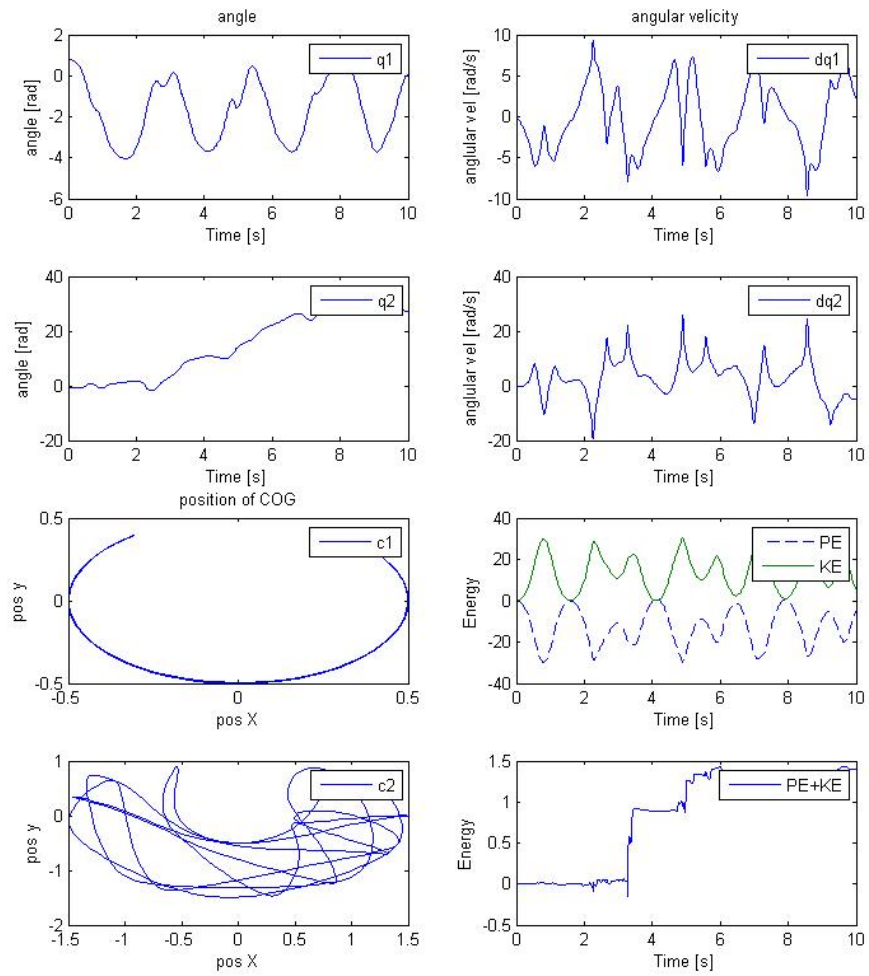 angle
2
0
-2
-4
-6
angle [rad]
q1
0 2 4 6 8 10
Time [s]
angular velicity
10
5
0
-5
-10
anglular vel [rad/s]
dq1
0 2 4 6 8 10
Time [s]
40
20
0
-20
angle [rad]
q2
0 2 4 6 8 10
Time [s]
40
20
0
-20
anglular vel [rad/s]
dq2
0 2 4 6 8 10
Time [s]
position of COG
0.5
0
-0.5
pos y
c1
-0.5 0 0.5
pos X
40
20
0
-20
-40
Energy
PE
KE
0 2 4 6 8 10
Time [s]
1
0
-1
-2
pos y
c2
-1.5 -1 -0.5 0 0.5 1 1.5
pos X
1.5
1
0.5
0
-0.5
Energy
PE+KE
0 2 4 6 8 10
Time [s]